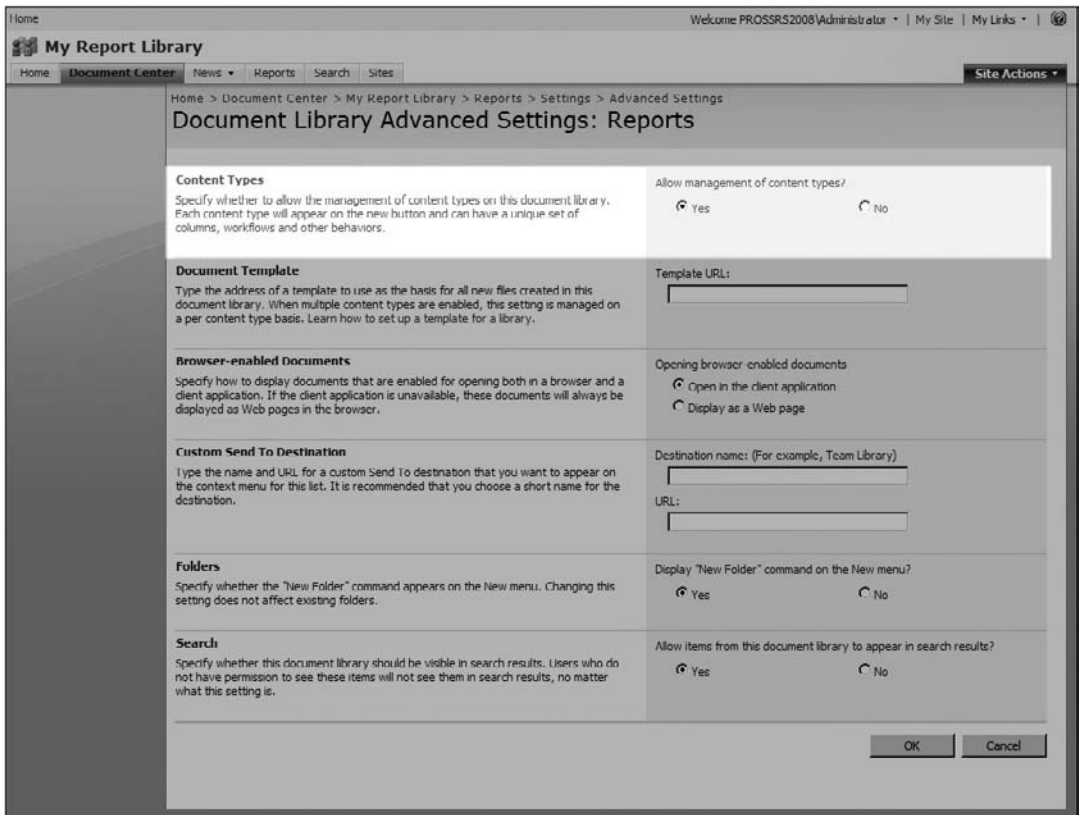 Home
Welcome PROSSRS2008\Administrator | My Site | My Links |
My Report Library
Home Document Center News Reports Search Sites
Site Actions
Home > Document Center > My Report Library > Reports > Settings > Advanced Settings
Document Library Advanced Settings: Reports
Content Types
Specify whether to allow the management of content types on this document library.
Each content type will appear on the new button and can have a unique set of
columns, workflows and other behaviors.
Allow management of content types?
Yes No
Document Template
Type the address of a template to use as the basis for all new files created in this
document library. When multiple content types are enabled, this setting is managed on
a per content type basis. Learn how to set up a template for a library.
Template URL:
Browser-enabled Documents
Specify how to display documents that are enabled for opening both in a browser and a
client application. If the client application is unavailable, these documents will always be
displayed as Web pages in the browser.
Opening browser-enabled documents
Open in the client application
Display as a Web page
Custom Send To Destination
Type the name and URL for a custom Send To destination that you want to appear on
the context menu for this list. It is recommended that you choose a short name for the
destination.
Destination name: (For example, Team Library)
URL:
Folders
Specify whether the "New Folder" command appears on the New menu. Changing this
setting does not affect existing folders.
Display "New Folder" command on the New menu?
Yes No
Search
Specify whether this document library should be visible in search results. Users who do
not have permission to see these items will not see them in search results, no matter
what this setting is.
Allow items from this document library to appear in search results?
Yes No
OK Cancel